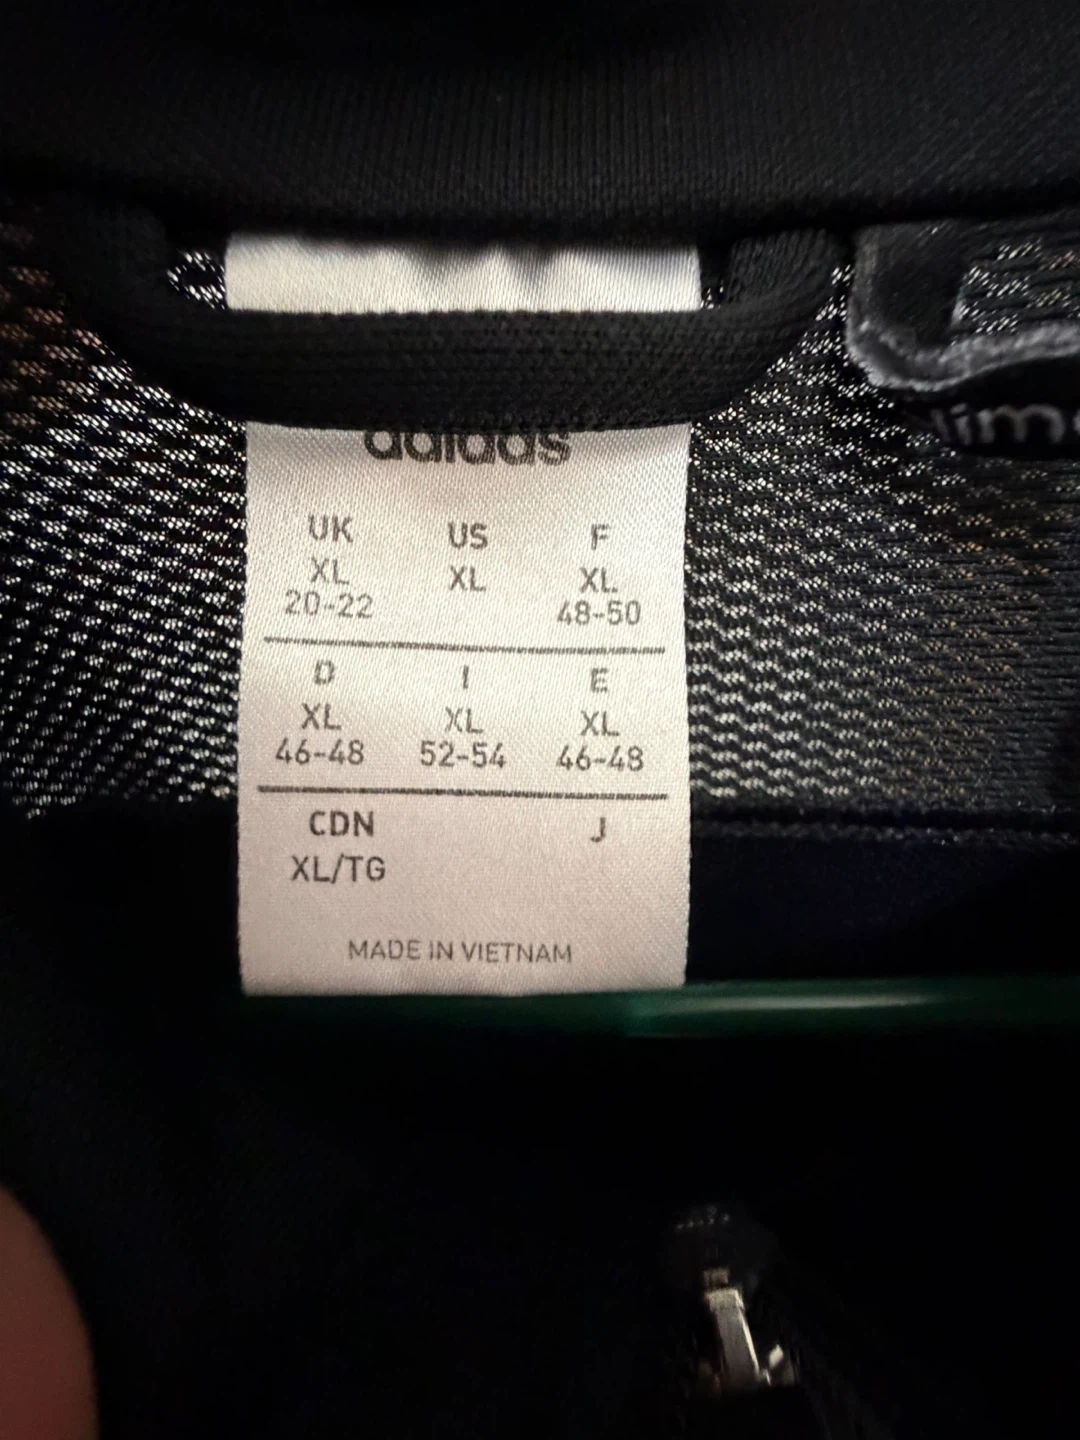 adidas
UK US F
XL XL XL
20-22 48-50
D I E
XL XL XL
46-48 52-54 46-48
CDN J
XL/TG
MADE IN VIETNAM